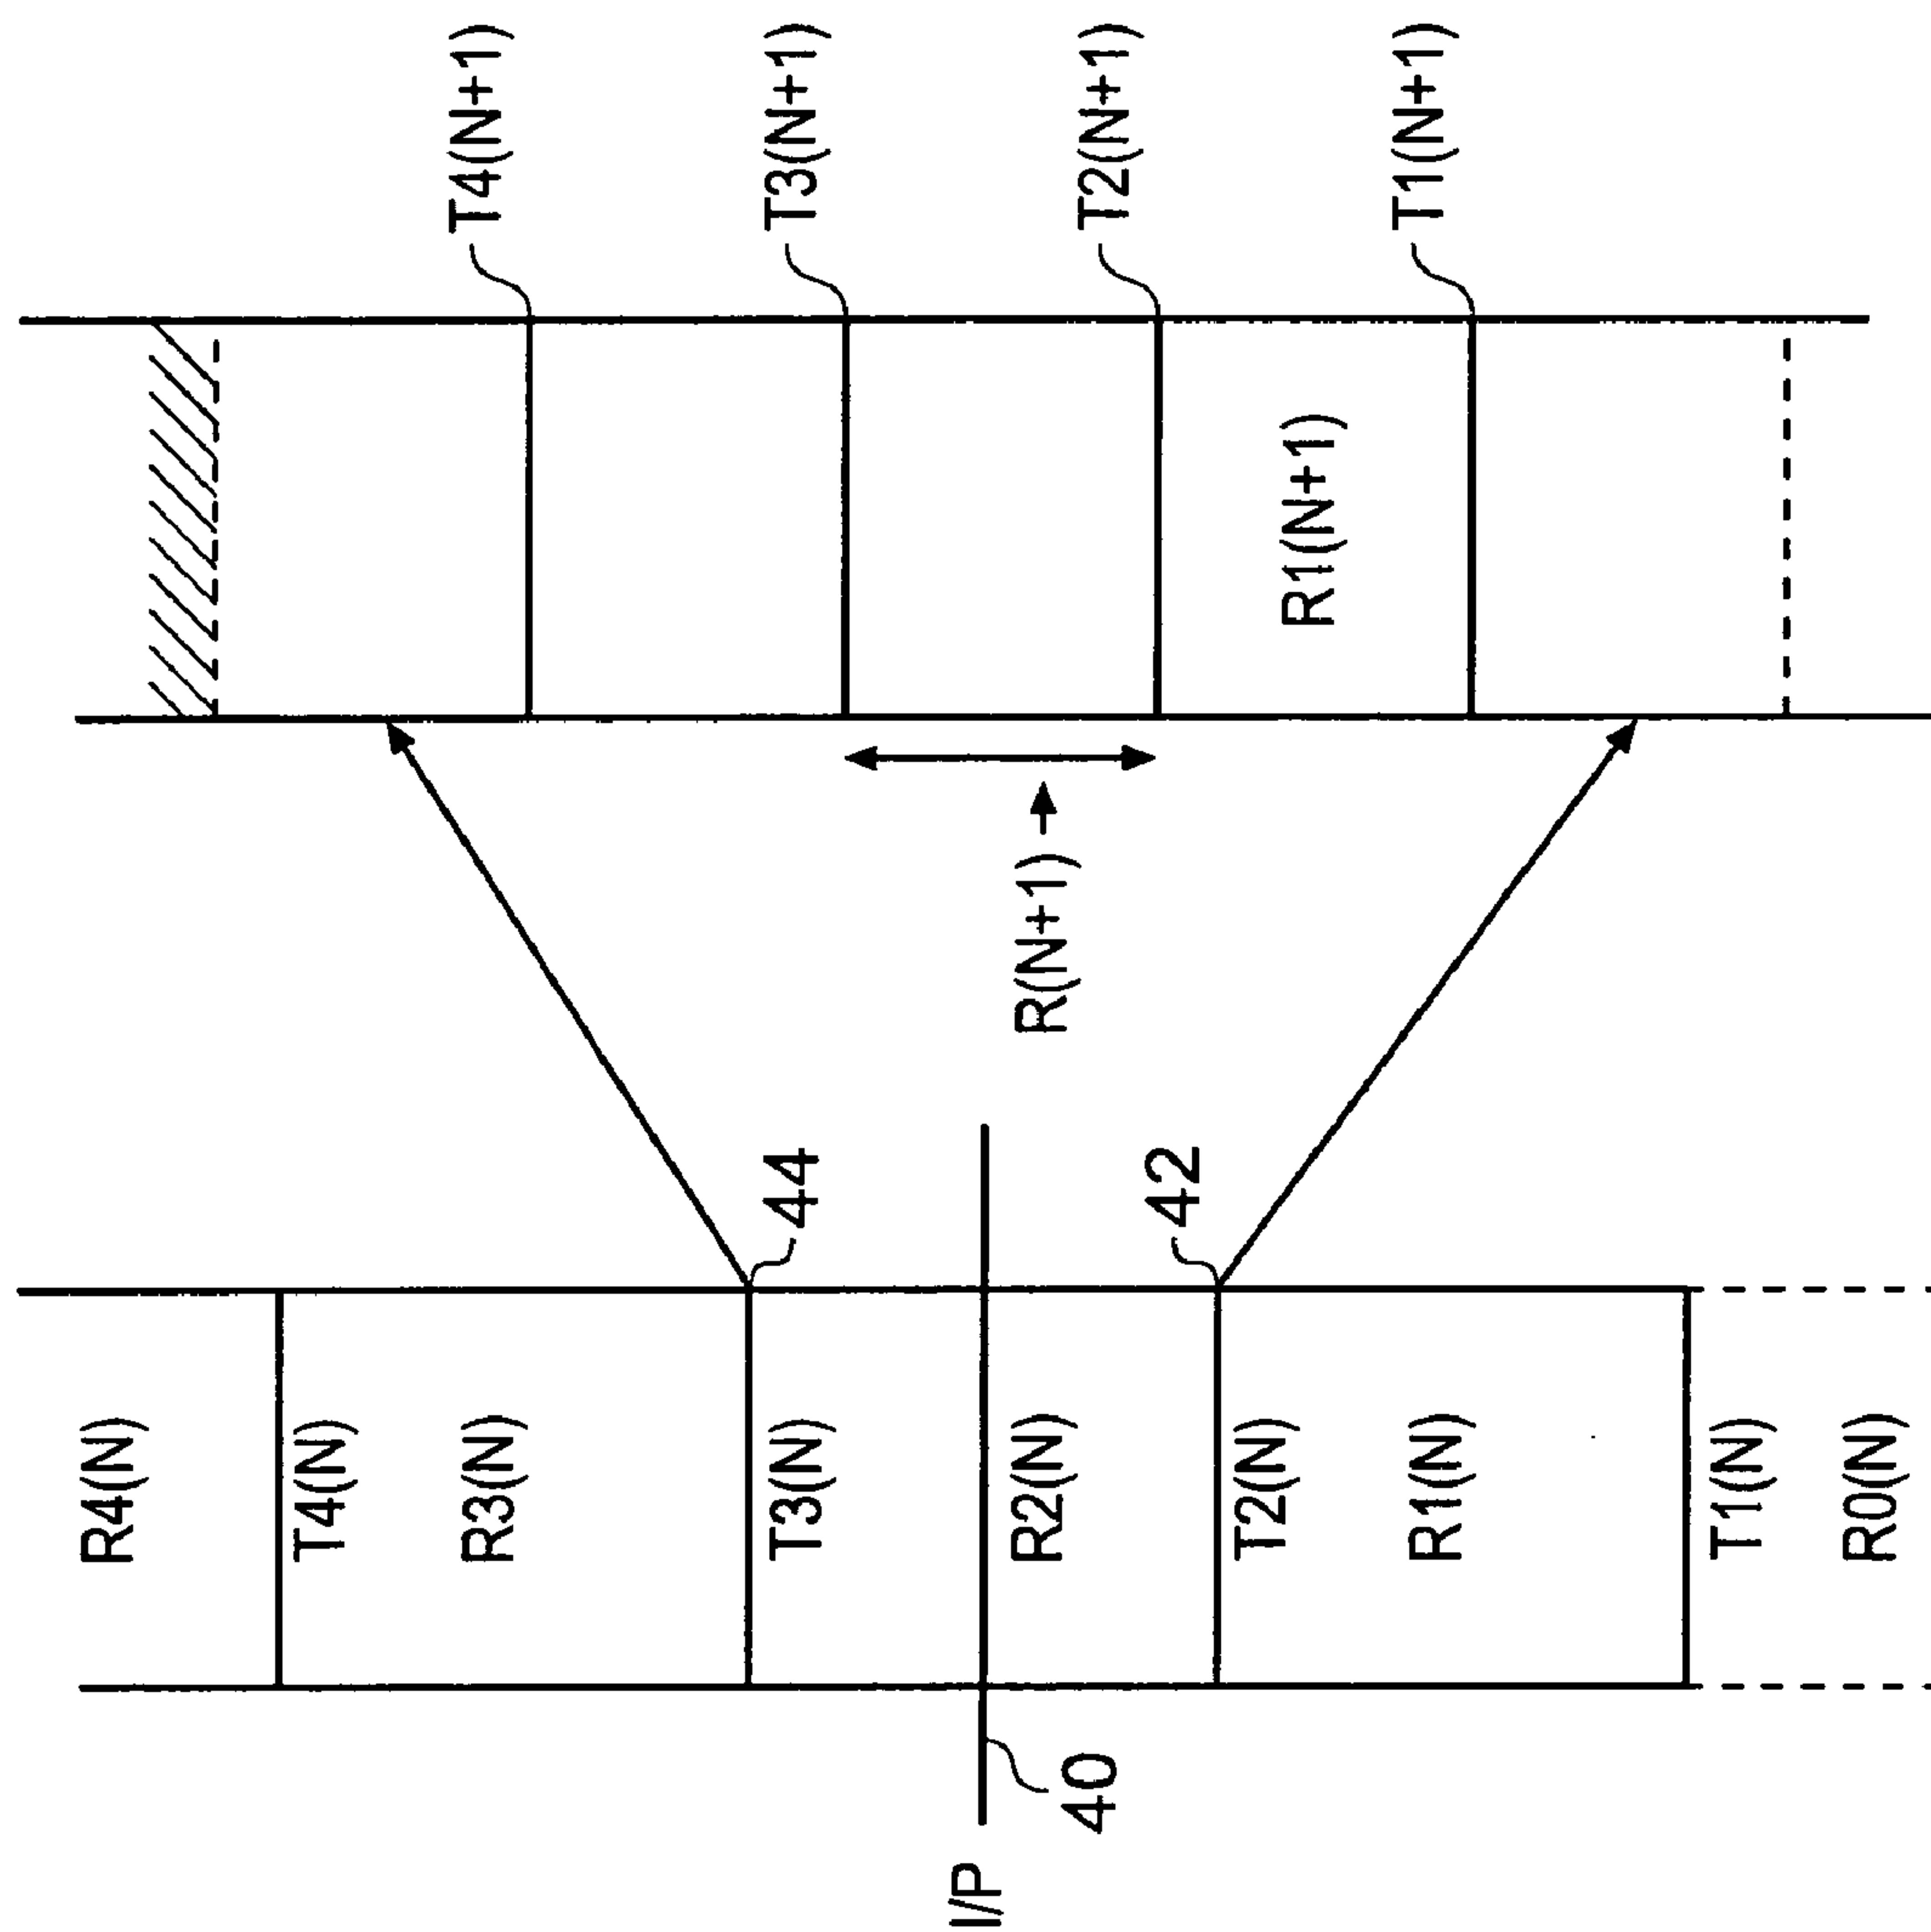 R4(N)
T4(N)
R3(N)
T3(N)
R2(N)
T2(N)
R1(N)
T1(N)
R0(N)
I/P
40
44
42
R(N+1)
R1(N+1)
T4(N+1)
T3(N+1)
T2(N+1)
T1(N+1)